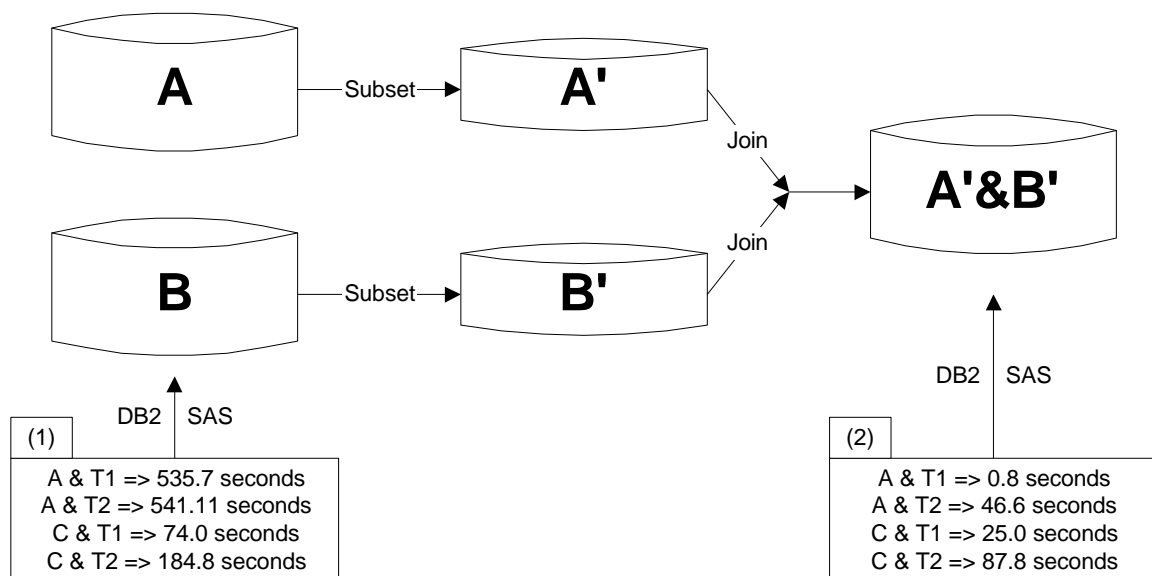 A
Subset
A'
Join
A'&B'
B
Subset
B'
Join
DB2 SAS
(1)
A & T1 => 535.7 seconds
A & T2 => 541.11 seconds
C & T1 => 74.0 seconds
C & T2 => 184.8 seconds
DB2 SAS
(2)
A & T1 => 0.8 seconds
A & T2 => 46.6 seconds
C & T1 => 25.0 seconds
C & T2 => 87.8 seconds